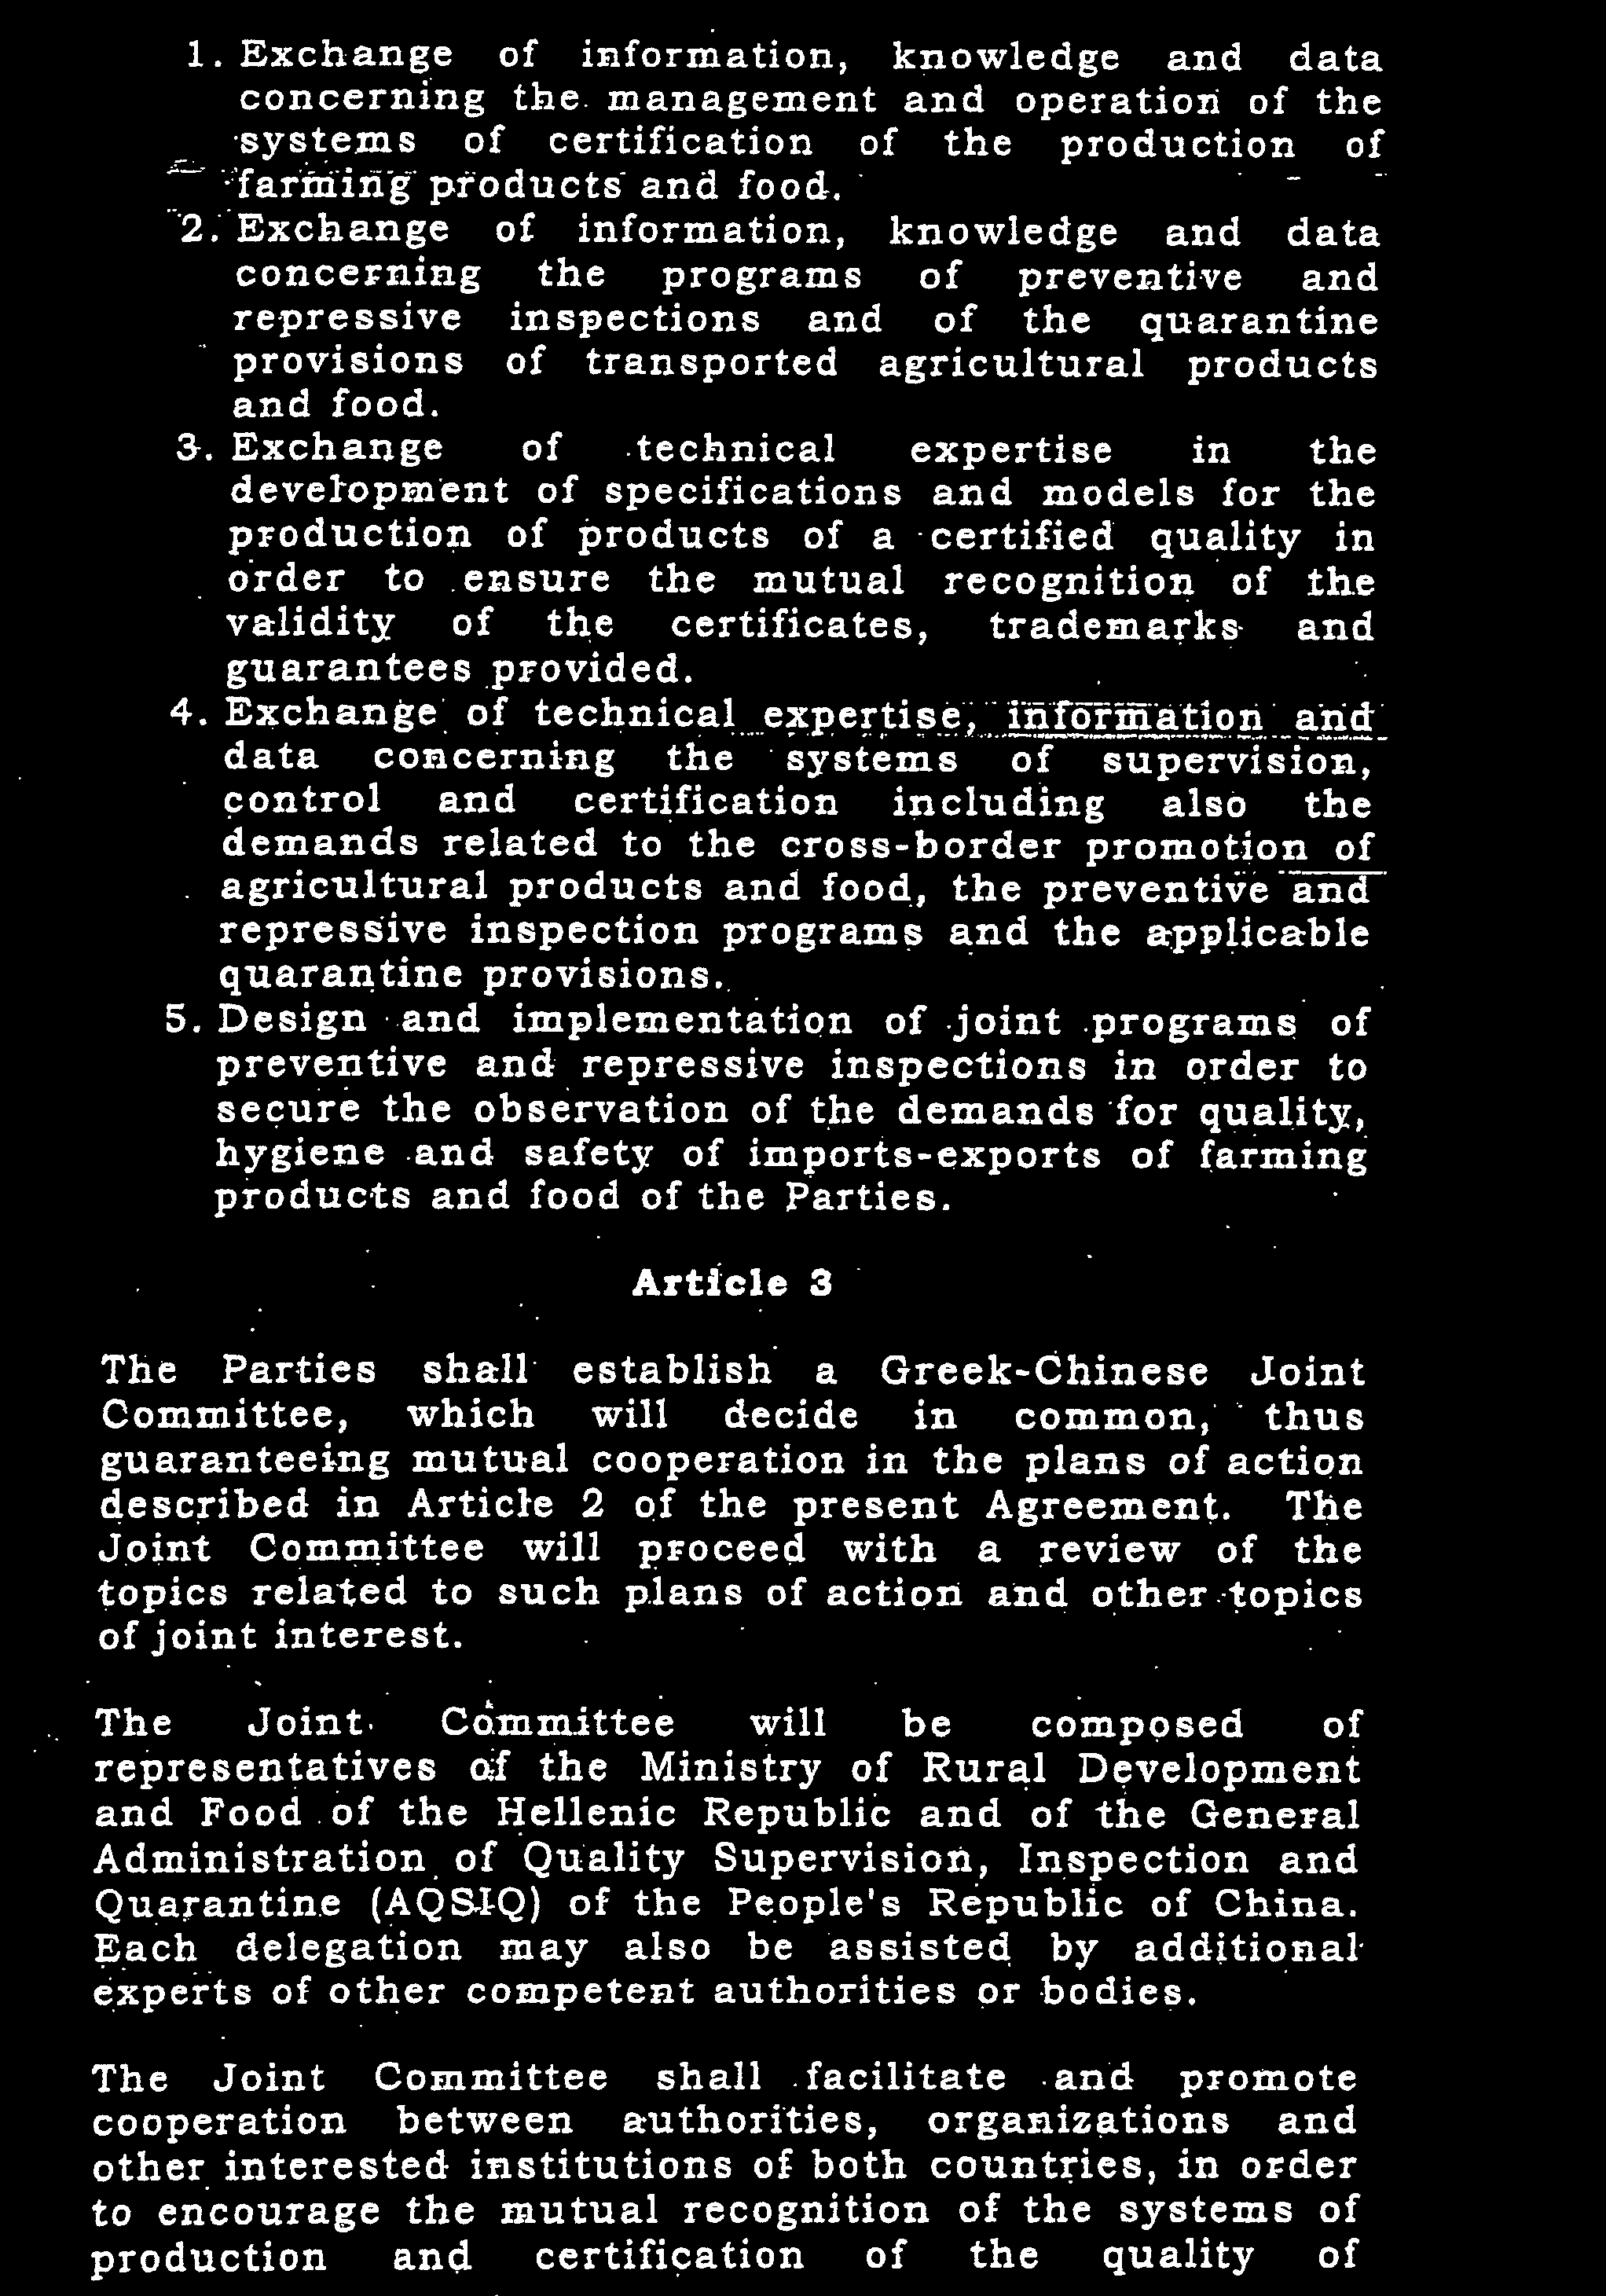 1. Exchange of information, knowledge and data
concerning the management and operation of the
systems of certification of the production of
farming products and food.
2. Exchange of information, knowledge and data
concerning the programs of preventive and
repressive inspections and of the quarantine
provisions of transported agricultural products
and food.
3. Exchange of technical expertise in the
development of specifications and models for the
production of products of a certified quality in
order to ensure the mutual recognition of the
validity of the certificates, trademarks and
guarantees provided.
4. Exchange of technical expertise, information and
data concerning the systems of supervision,
control and certification including also the
demands related to the cross-border promotion of
agricultural products and food, the preventive and
repressive inspection programs and the applicable
quarantine provisions.
5. Design and implementation of joint programs of
preventive and repressive inspections in order to
secure the observation of the demands for quality,
hygiene and safety of imports-exports of farming
products and food of the Parties.
Article 3
The Parties shall establish a Greek-Chinese Joint
Committee, which will decide in common, thus
guaranteeing mutual cooperation in the plans of action
described in Article 2 of the present Agreement. The
Joint Committee will proceed with a review of the
topics related to such plans of action and other topics
of joint interest.
The Joint Committee will be composed of
representatives of the Ministry of Rural Development
and Food of the Hellenic Republic and of the General
Administration of Quality Supervision, Inspection and
Quarantine (AQSIQ) of the People's Republic of China.
Each delegation may also be assisted by additional
experts of other competent authorities or bodies.
The Joint Committee shall facilitate and promote
cooperation between authorities, organizations and
other interested institutions of both countries, in order
to encourage the mutual recognition of the systems of
production and certification of the quality of